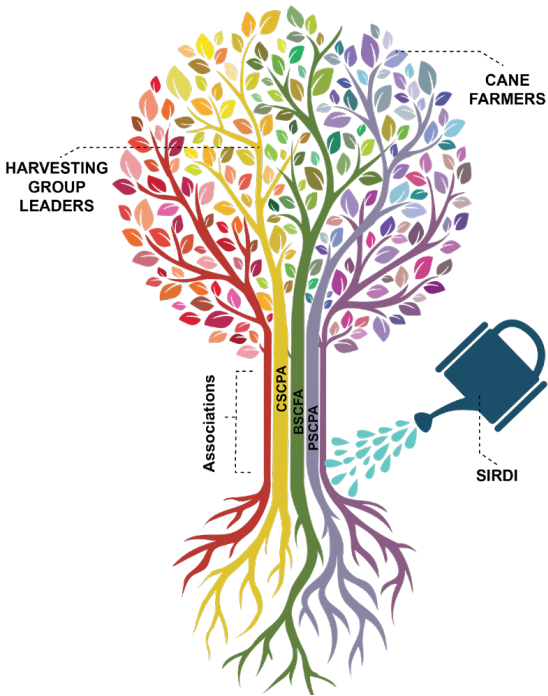 CANE
FARMERS
HARVESTING
GROUP
LEADERS
Associations
CSCPA
BSCFA
PSCPA
SIRDI